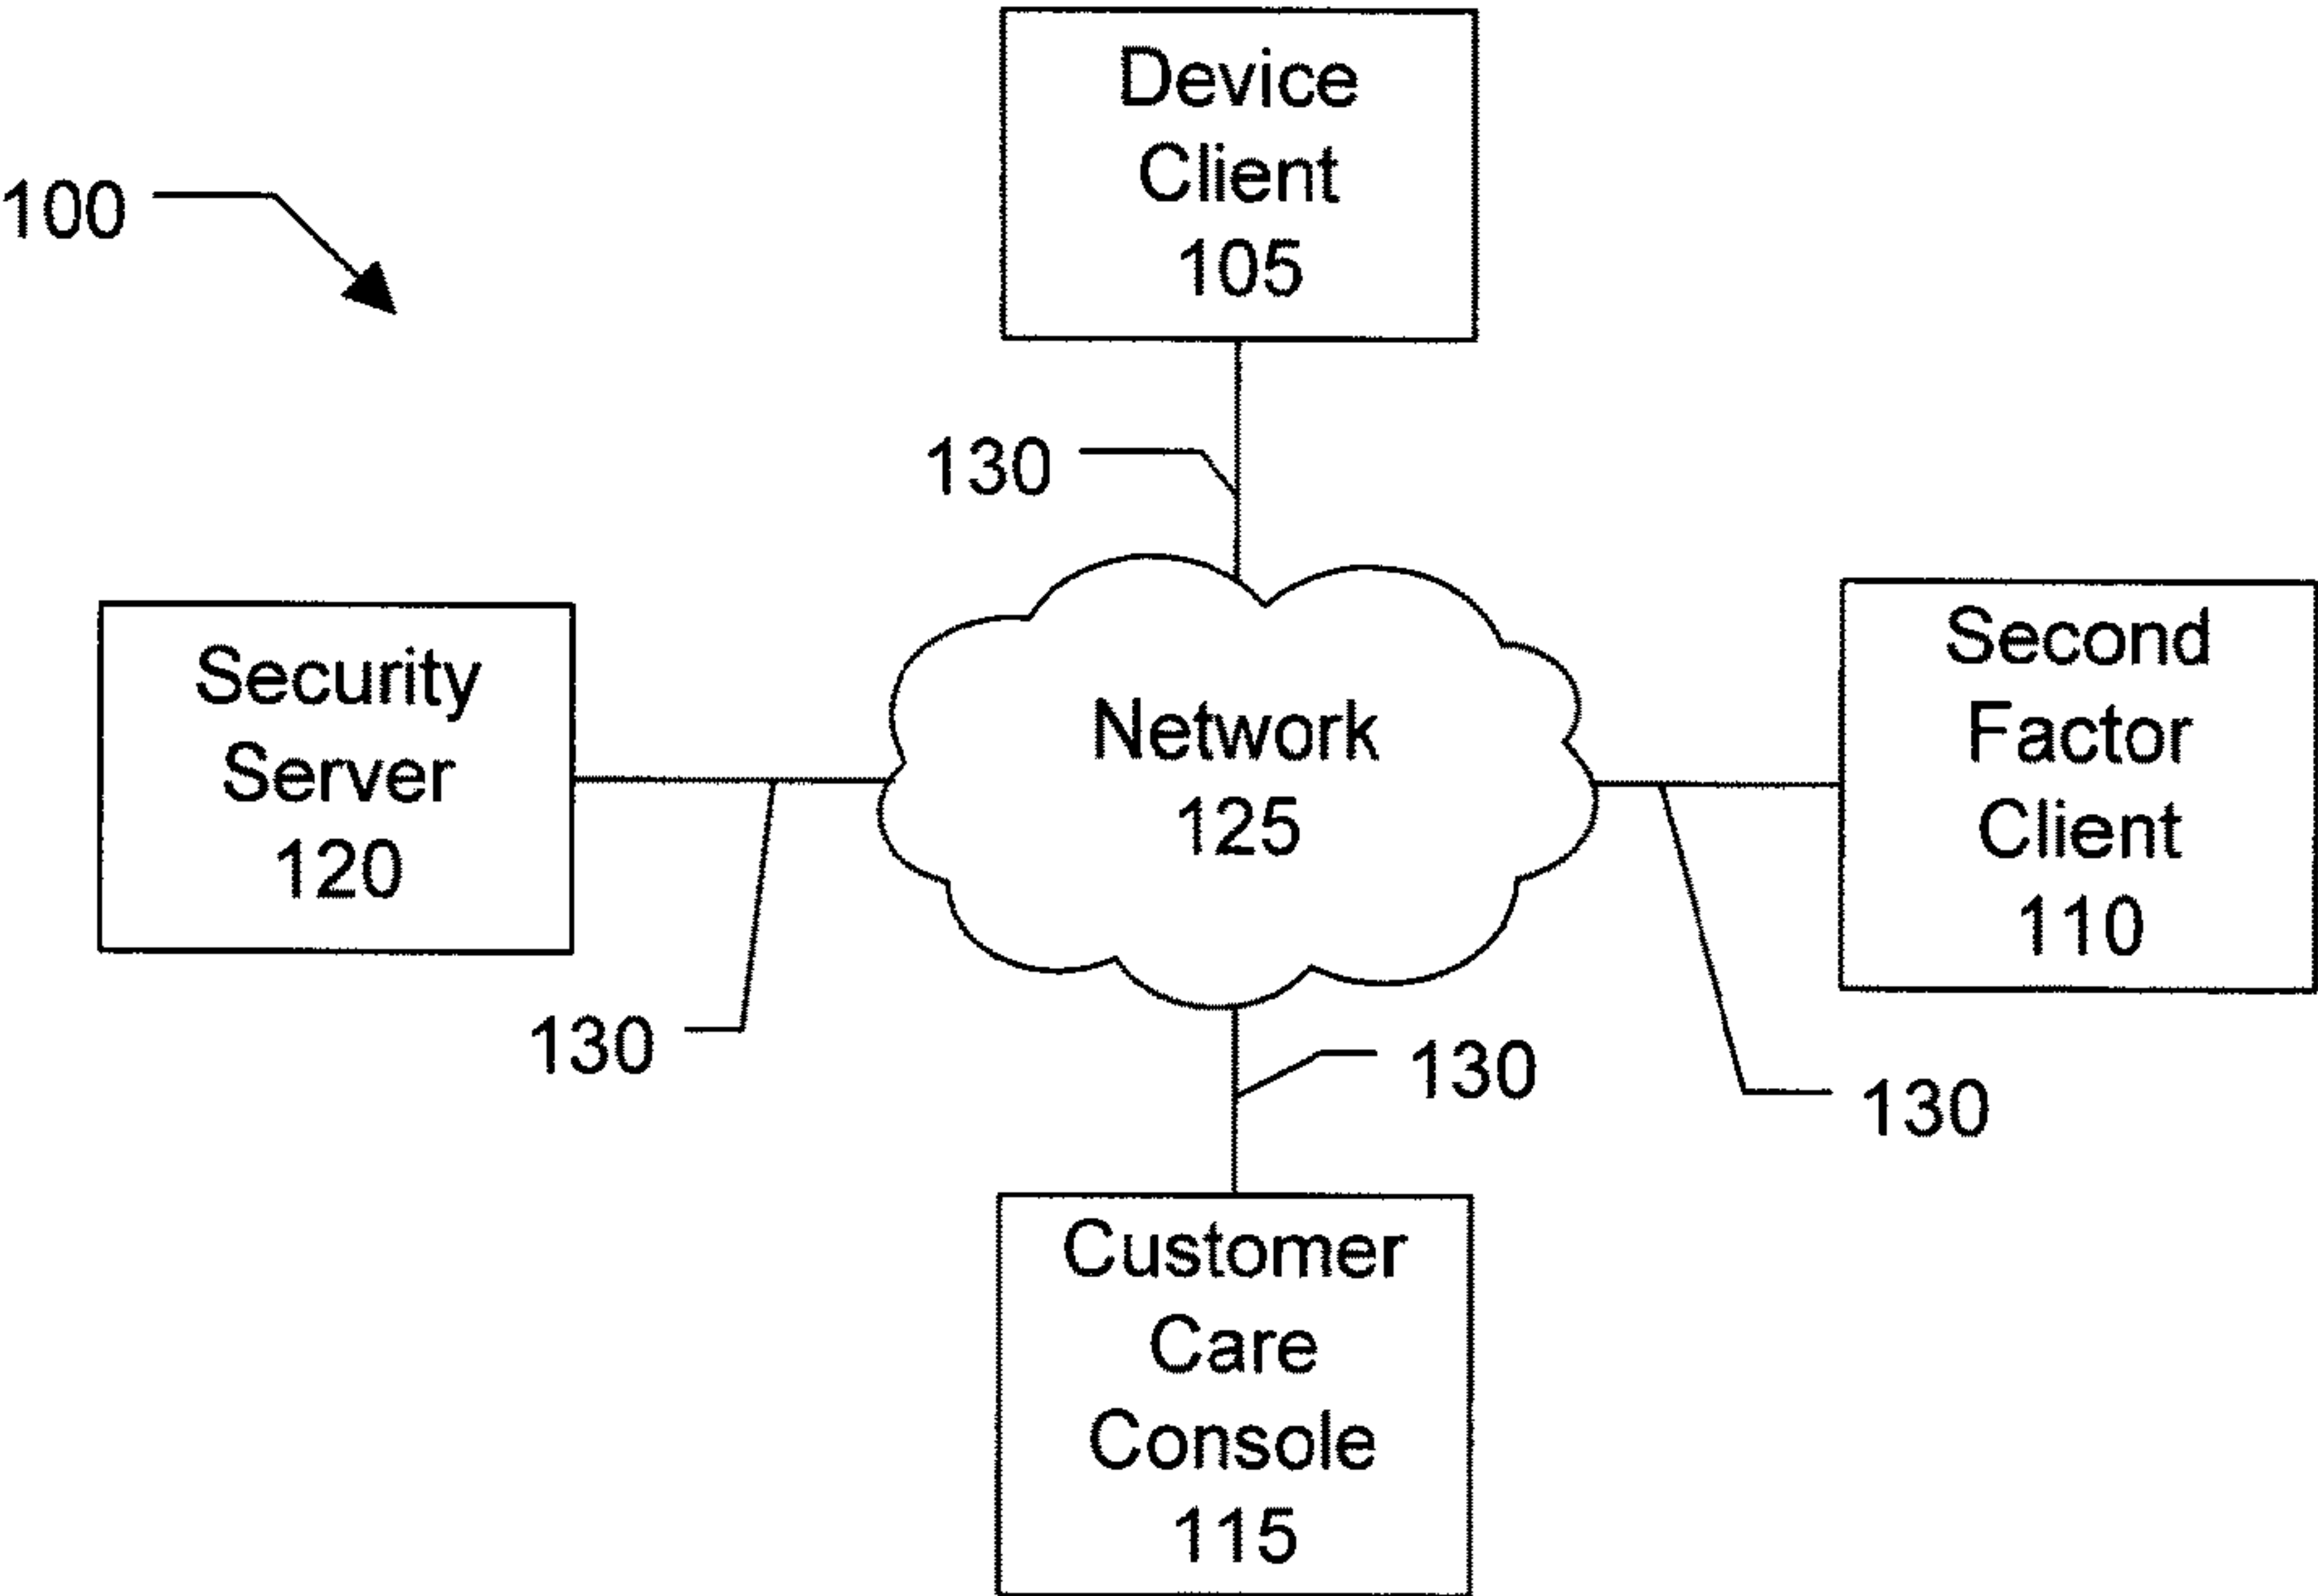 Device
Client
105
100
130
Security
Server
120
Network
125
Second
Factor
Client
110
130
130
130
Customer
Care
Console
115